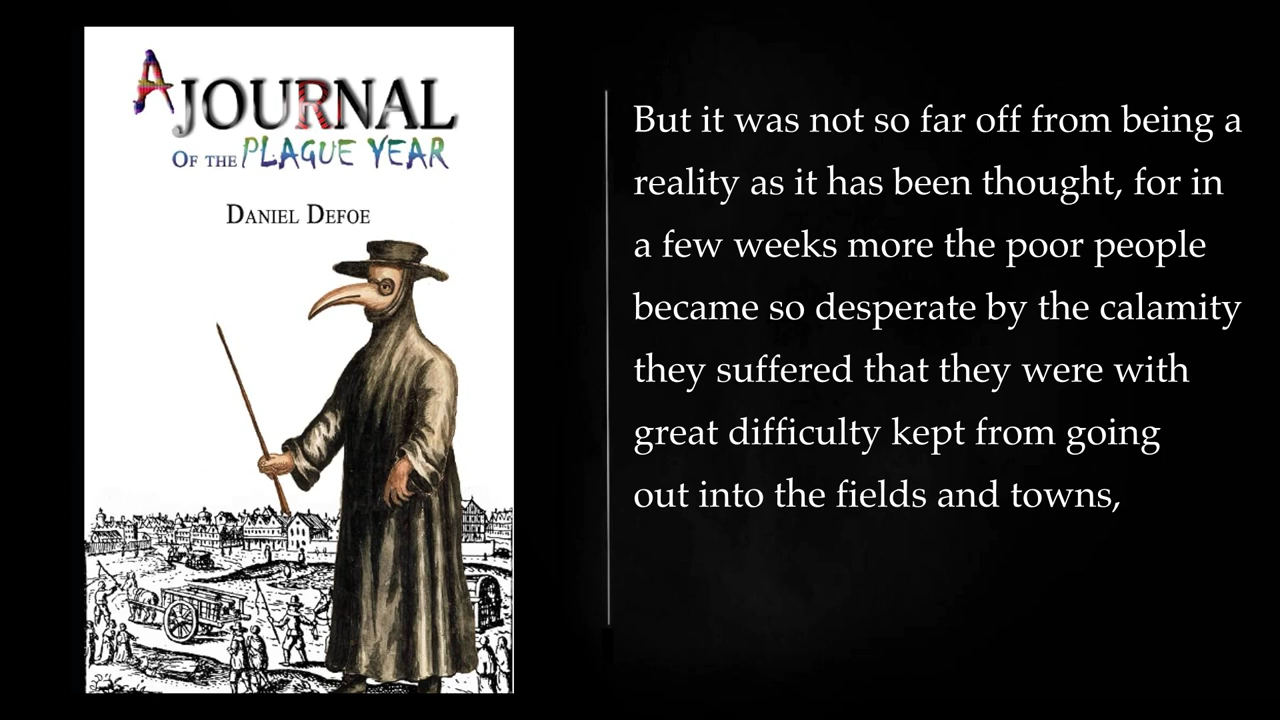 A JOURNAL
OF THE PLAGUE YEAR
DANIEL DEFOE
But it was not so far off from being a
reality as it has been thought, for in
a few weeks more the poor people
became so desperate by the calamity
they suffered that they were with
great difficulty kept from going
out into the fields and towns,